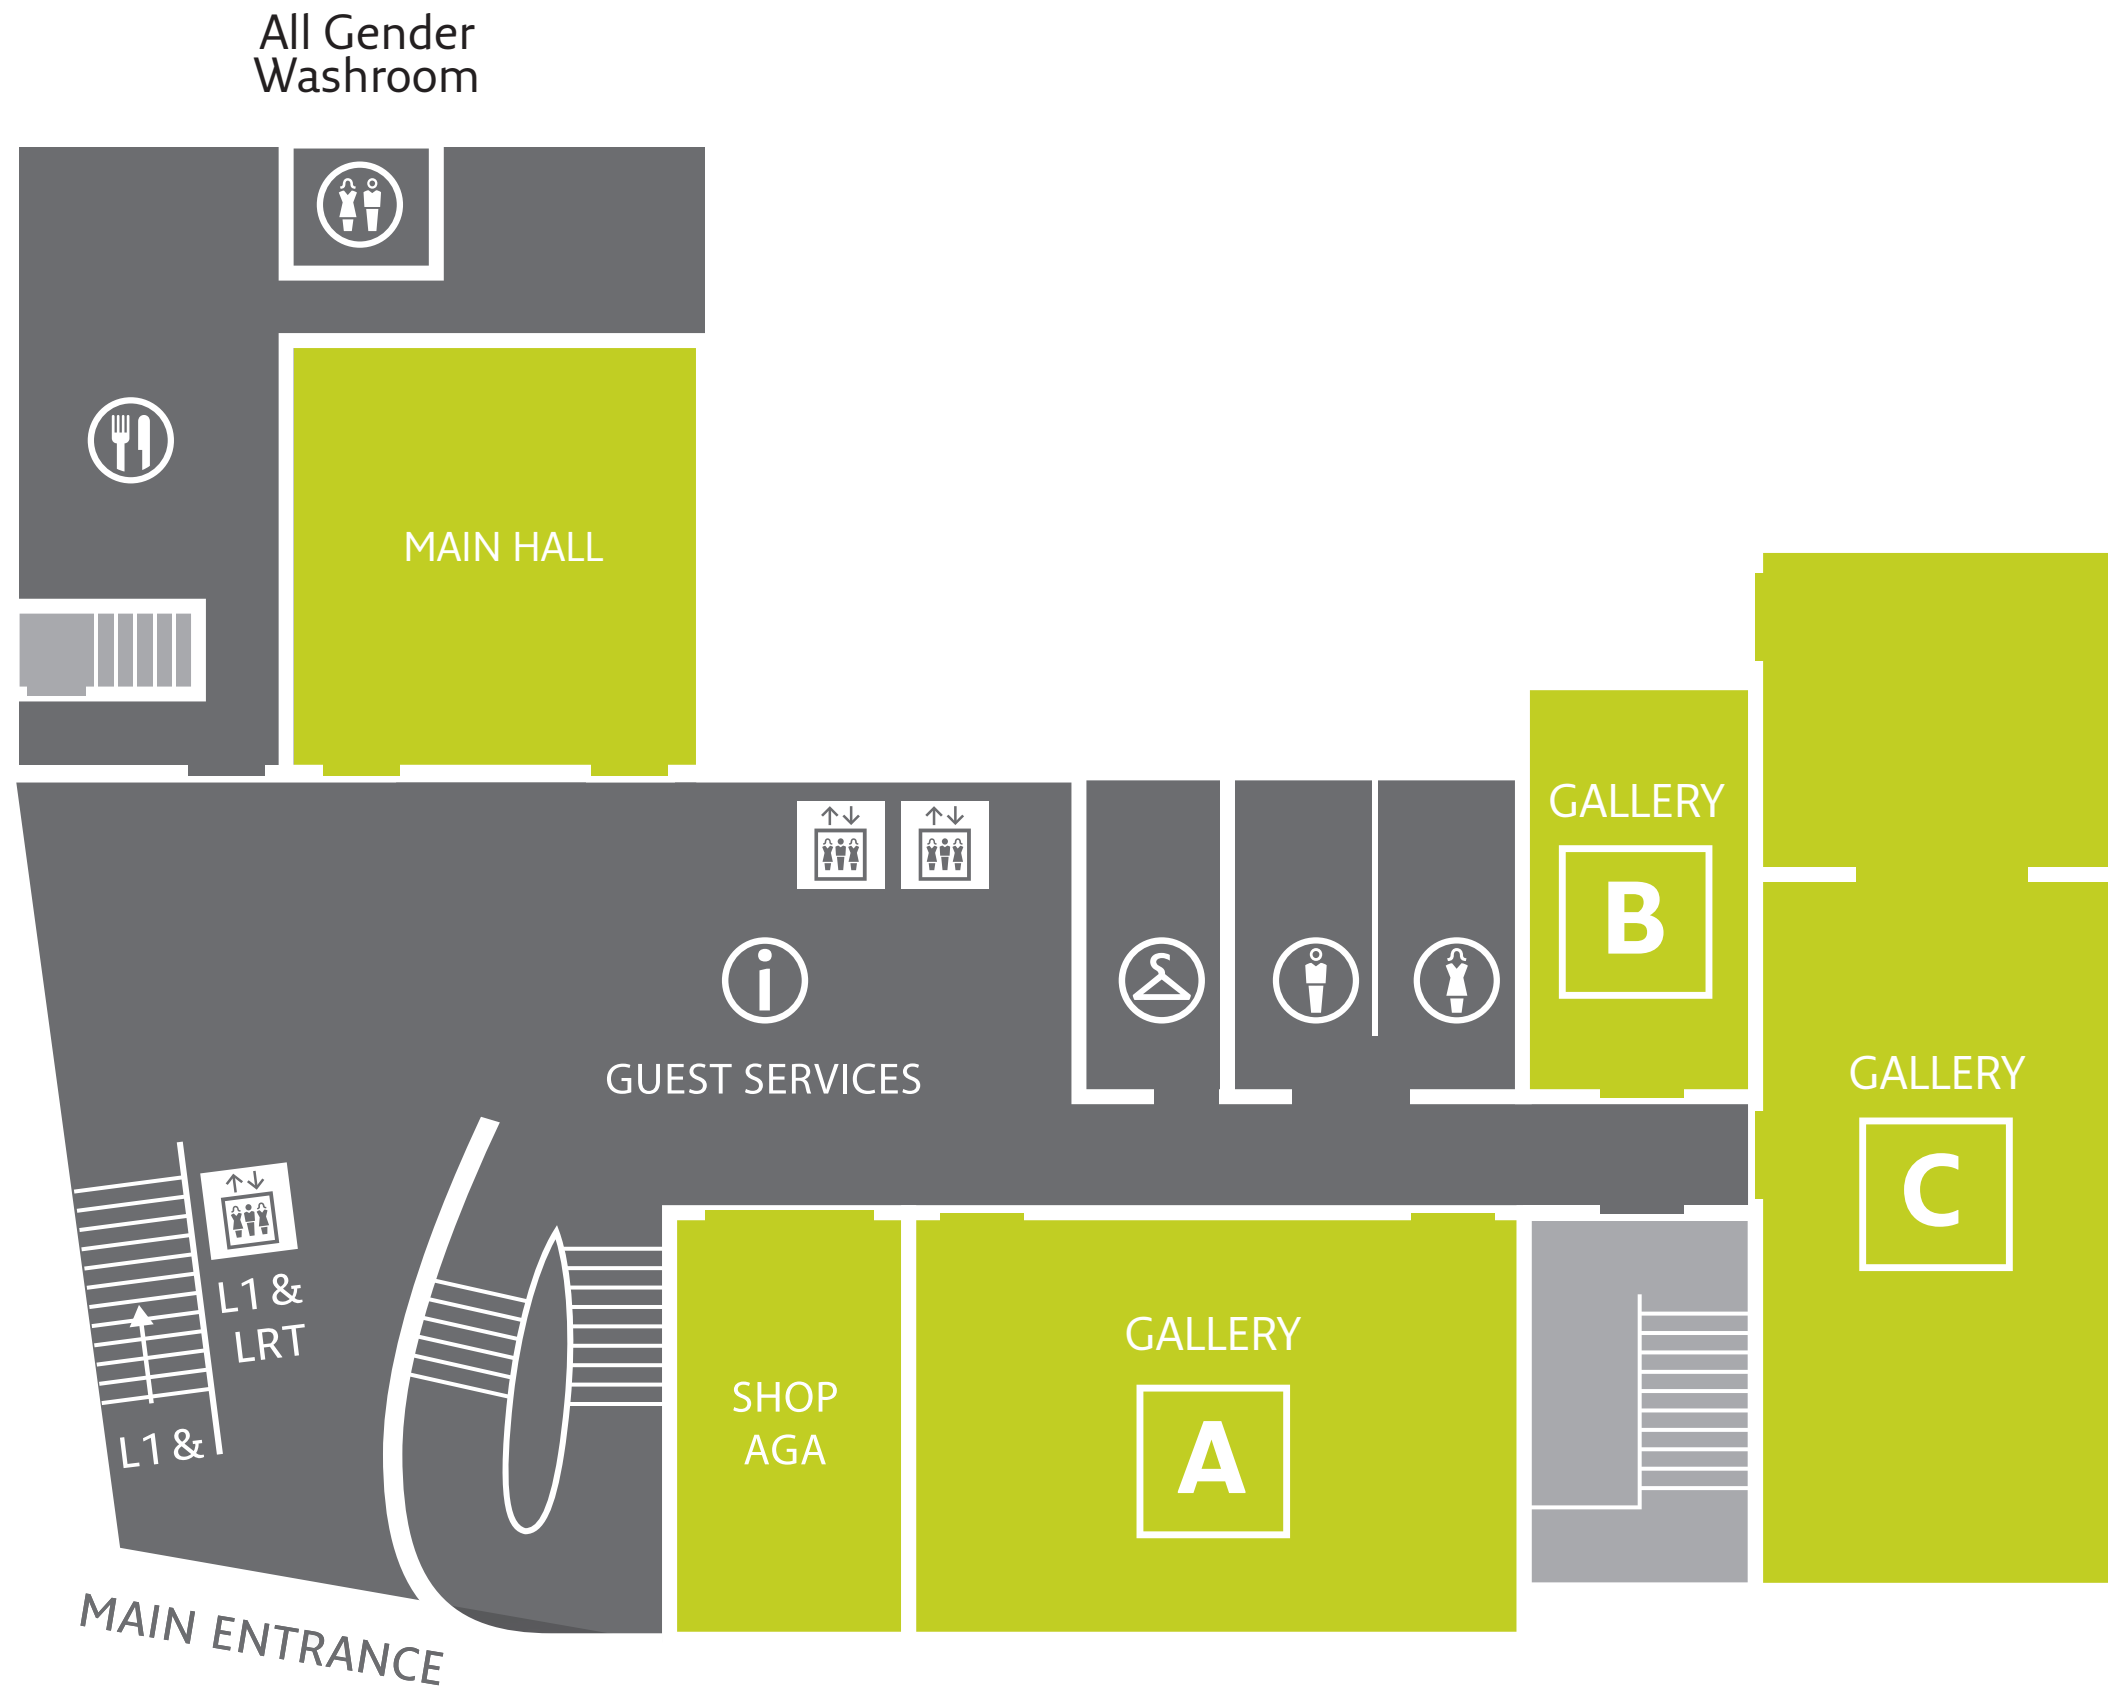 All Gender
Washroom
MAIN HALL
GALLERY
B
GUEST SERVICES
GALLERY
C
L1 &
LRT
L1 &
SHOP
AGA
GALLERY
A
MAIN ENTRANCE